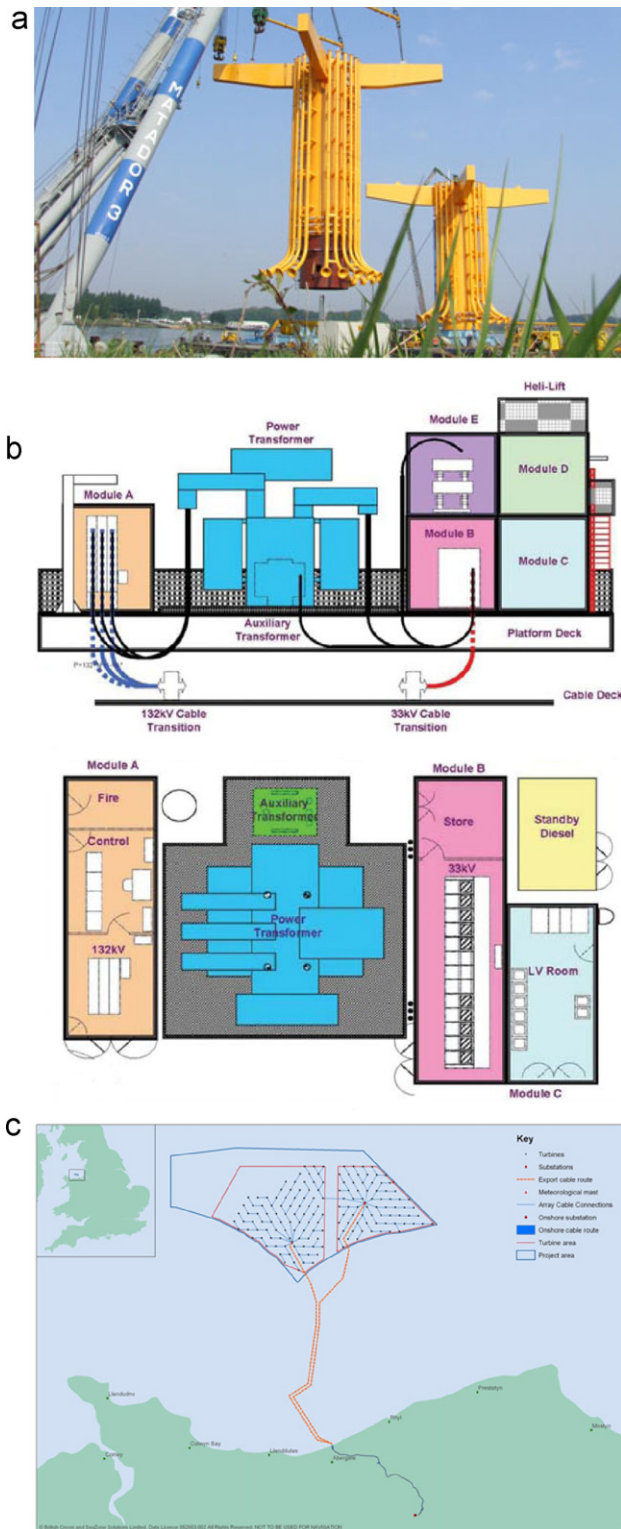 a
MATADOR 3
b
Heli-Lift
Module E
Power
Transformer
Module D
Module A
Module B
Module C
Auxiliary
Transformer
Platform Deck
Cable Deck
132kV Cable
Transition
33kV Cable
Transition
Module A
Module B
Fire
Auxiliary
Transformer
Standby
Diesel
Store
Control
33kV
Power
Transformer
132kV
LV Room
Module C
c
Key
Turbines
Substations
Export cable route
Meteorological mast
Array Cable Connections
Onshore substation
Onshore cable route
Turbine area
Project area
Llandudno
Prestatyn
Rhyl
Mostyn
Colwyn Bay
Conwy
Llanddulas
Abergele